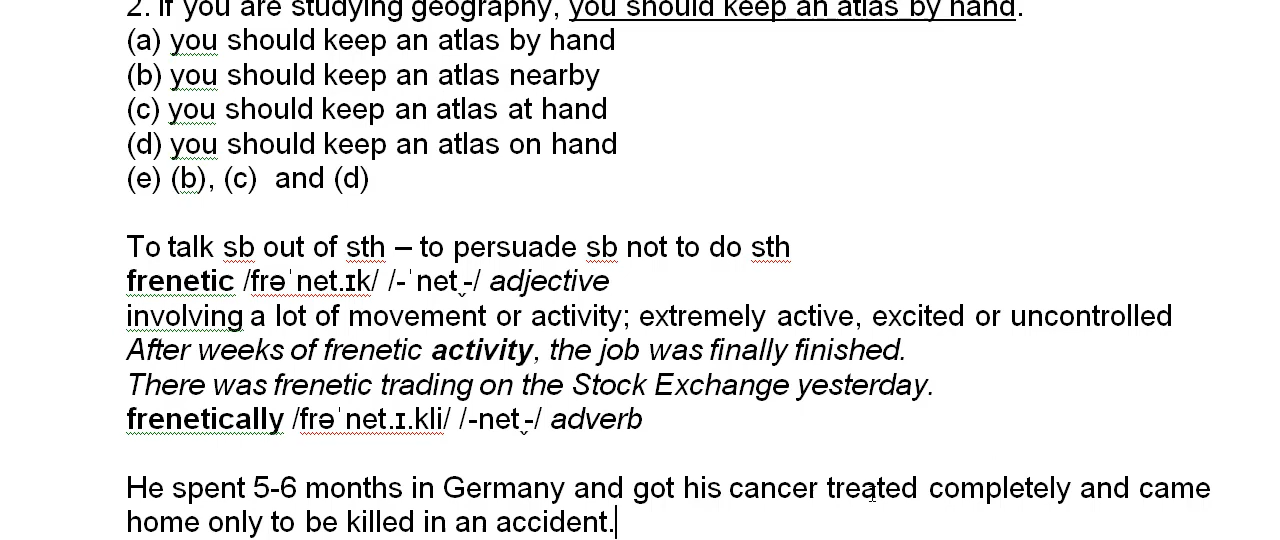 2. If you are studying geography, you should keep an atlas by hand.
(a) you should keep an atlas by hand
(b) you should keep an atlas nearby
(c) you should keep an atlas at hand
(d) you should keep an atlas on hand
(e) (b), (c)  and (d)
To talk sb out of sth – to persuade sb not to do sth
frenetic /frəˈnet.ɪk/ /-ˈnet̬-/ adjective
involving a lot of movement or activity; extremely active, excited or uncontrolled
After weeks of frenetic activity, the job was finally finished.
There was frenetic trading on the Stock Exchange yesterday.
frenetically /frəˈnet.ɪ.kli/ /-net̬-/ adverb
He spent 5-6 months in Germany and got his cancer treated completely and came
home only to be killed in an accident.